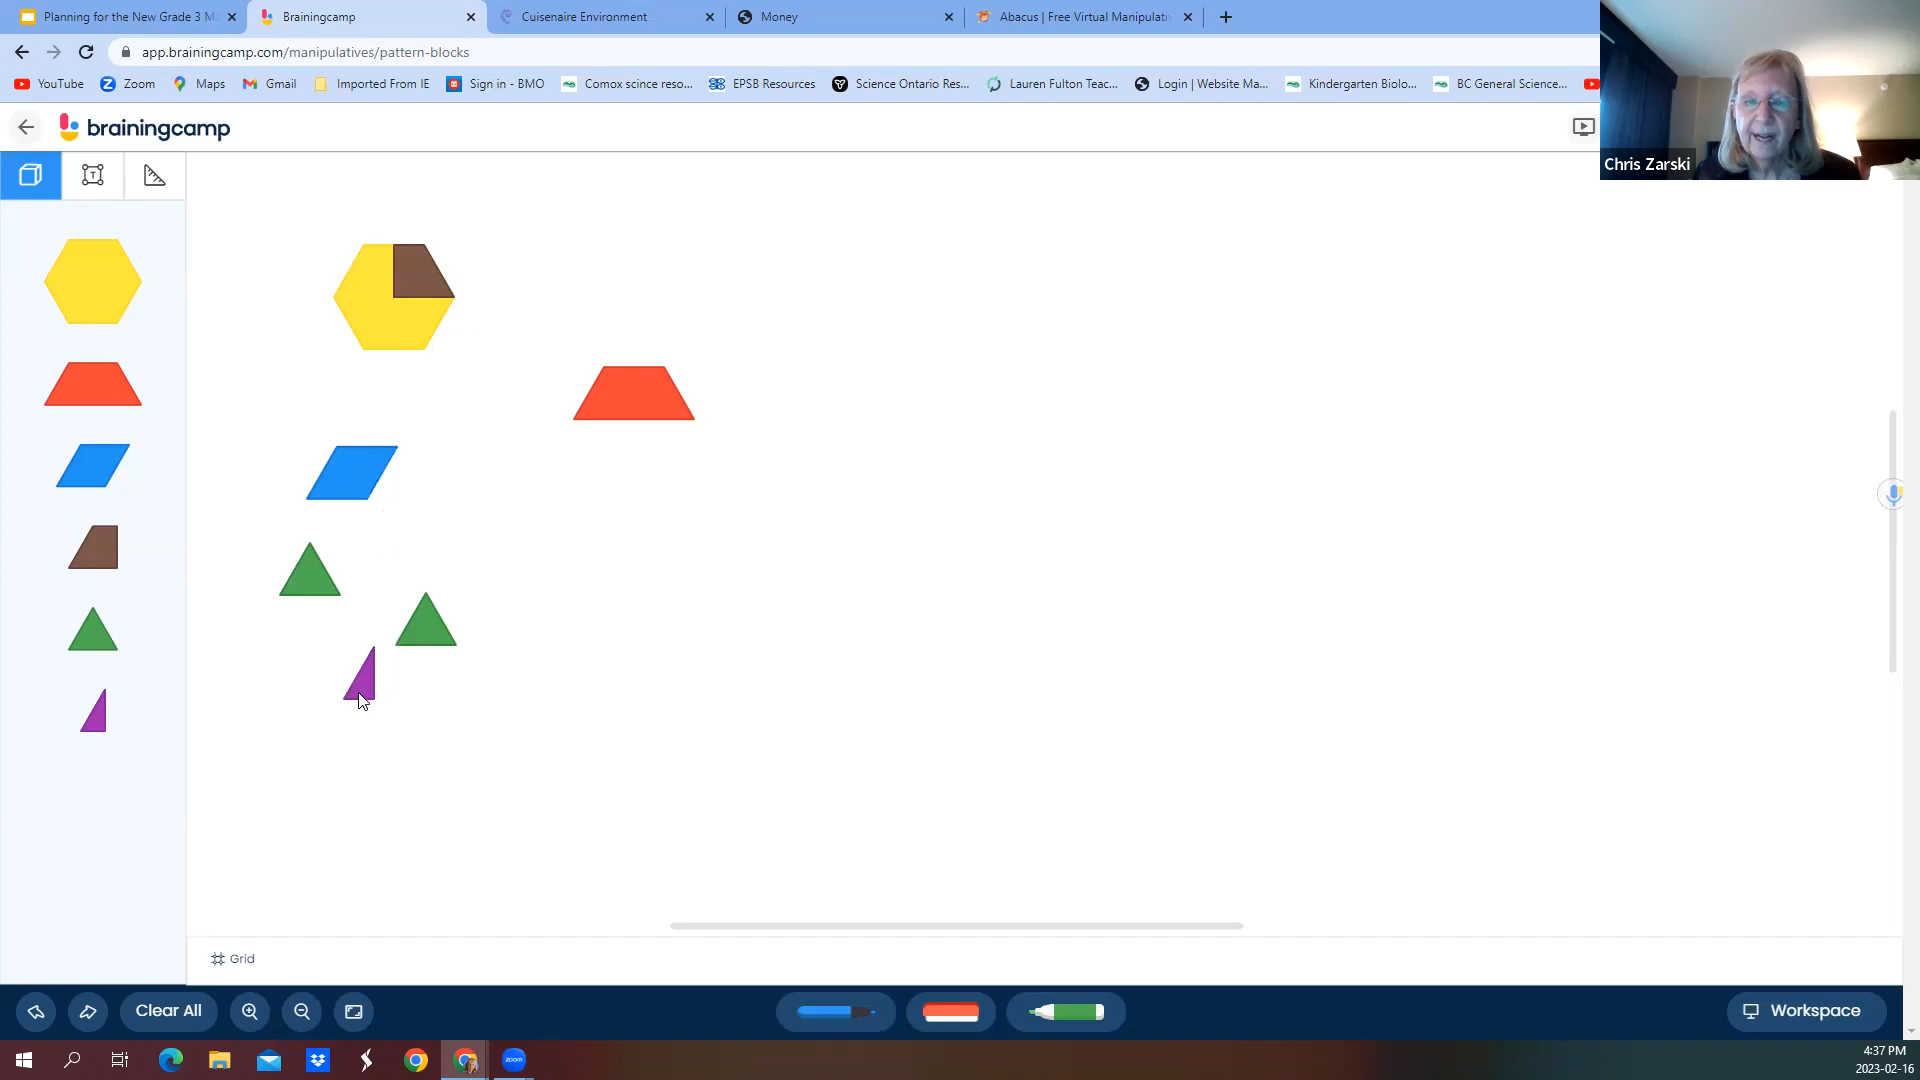 Planning for the New Grade 3 M
Braininingcamp
Cuisenaire Environment
Money
Abacus | Free Virtual Manipulati
app.brainingcamp.com/manipulatives/pattern-blocks
YouTube
Zoom
Maps
Gmail
Imported From IE
Sign in - BMO
Comox scince reso...
EPSB Resources
Science Ontario Res...
Lauren Fulton Teac...
Login | Website Ma...
Kindergarten Biolo...
BC General Science...
brainingcamp
Chris Zarski
T
Grid
Clear All
Workspace
zoom
4:37 PM
2023-02-16